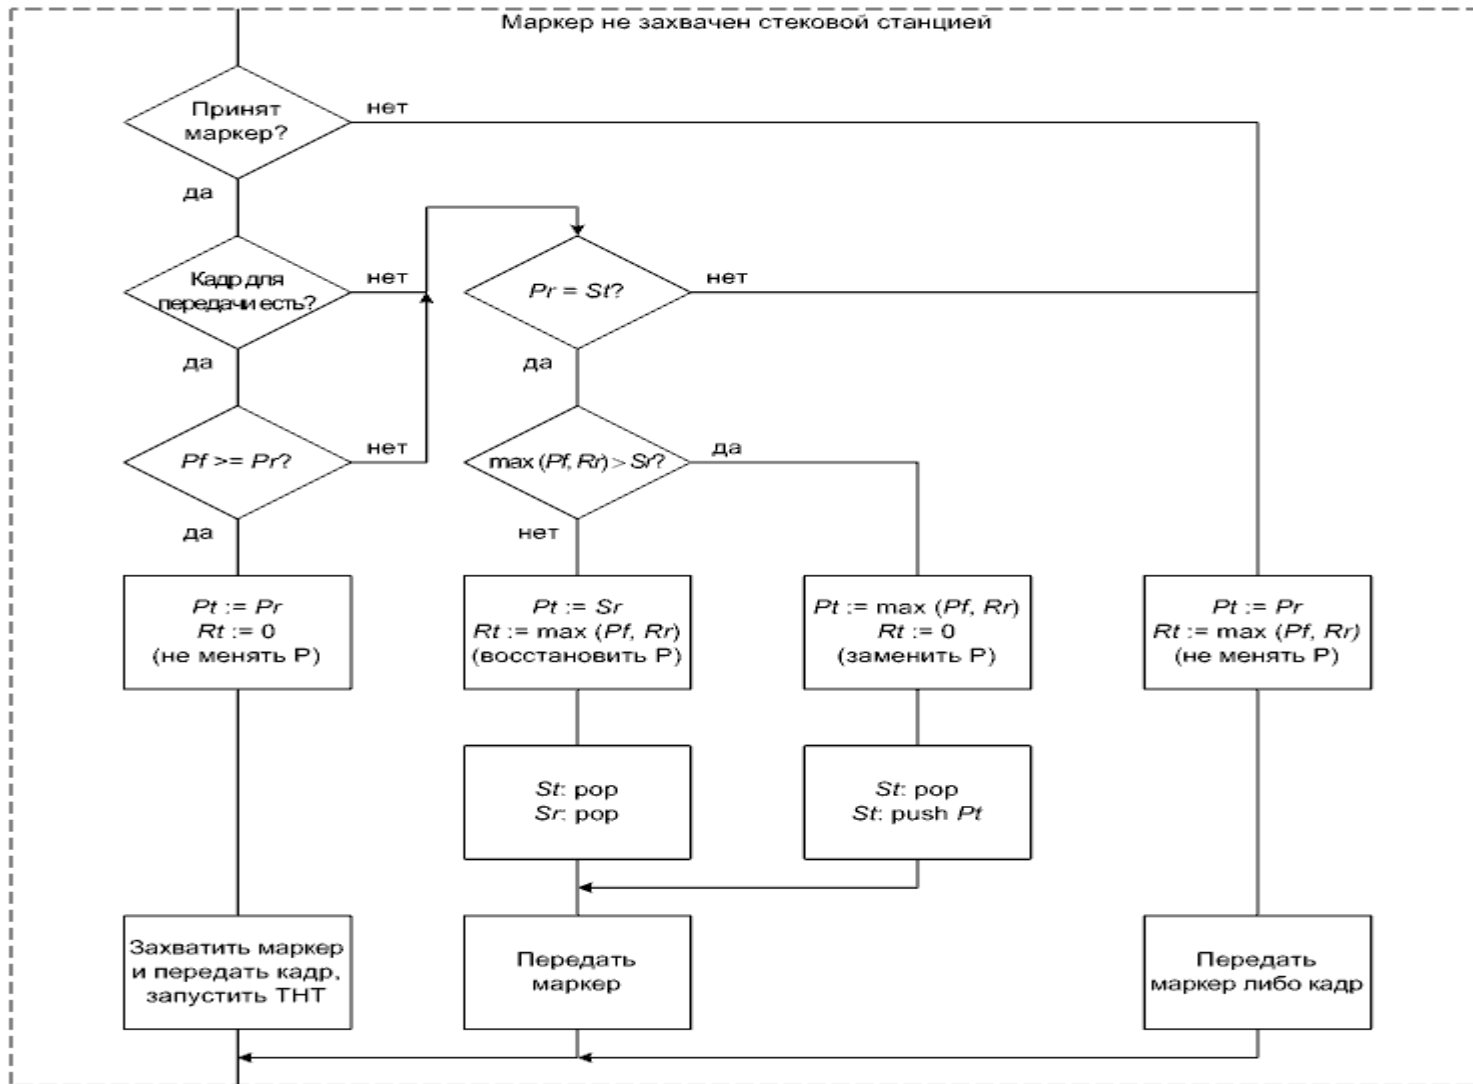 Маркер не захвачен стековой станцией
Принят
маркер?
нет
да
Кадр для
передачи есть?
нет
да
Pr = St?
нет
да
Pf >= Pr?
нет
да
max (Pf, Rr) > Sr?
да
нет
Pt := Pr
Rt := 0
(не менять P)
Pt := Sr
Rt := max (Pf, Rr)
(восстановить P)
Pt := max (Pf, Rr)
Rt := 0
(заменить P)
Pt := Pr
Rt := max (Pf, Rr)
(не менять P)
St: pop
Sr: pop
St: pop
St: push Pt
Захватить маркер
и передать кадр,
запустить ТНТ
Передать
маркер
Передать
маркер либо кадр